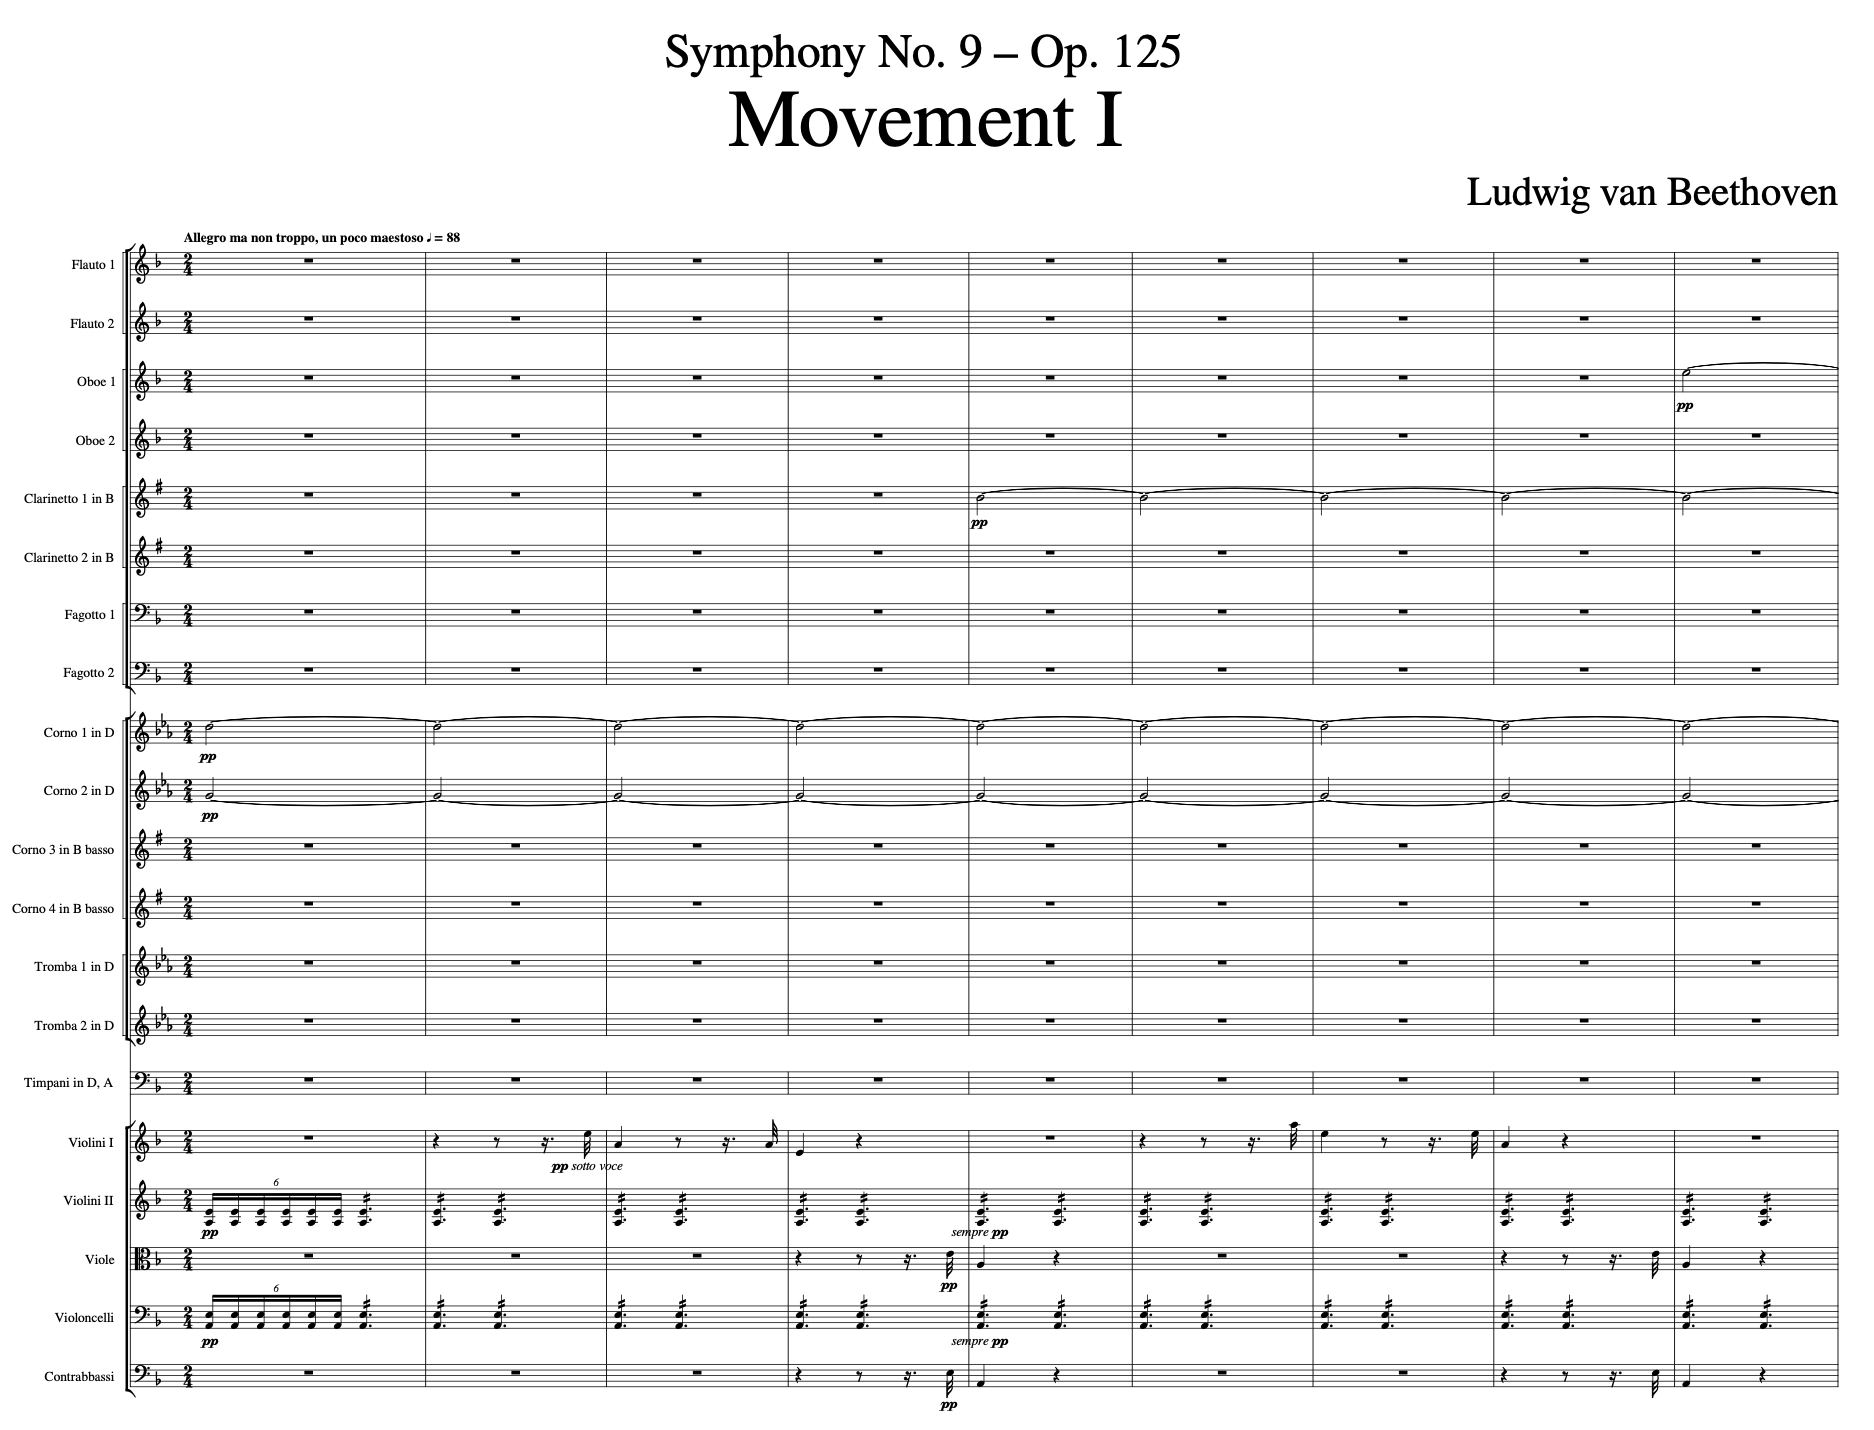 Symphony No. 9 – Op. 125
Movement I
Ludwig van Beethoven
Allegro ma non troppo, un poco maestoso ♩ = 88
Flauto 1
Flauto 2
Oboe 1
pp
Oboe 2
Clarinetto 1 in B
pp
Clarinetto 2 in B
Fagotto 1
Fagotto 2
Corno 1 in D
pp
Corno 2 in D
pp
Corno 3 in B basso
Corno 4 in B basso
Tromba 1 in D
Tromba 2 in D
Timpani in D, A
Violini I
pp sotto voce
6
Violini II
pp sempre pp
Viole
pp
6
Violoncelli
pp sempre pp
Contrabbassi
pp